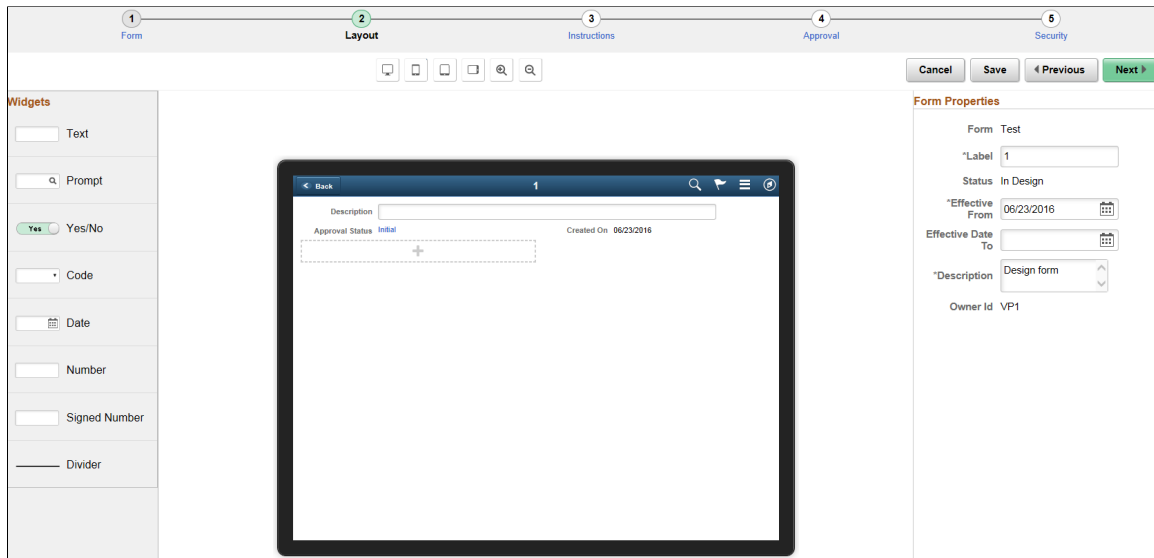 1 2 3 4 5
Form Layout Instructions Approval Security
Cancel Save Previous Next
Widgets
Text
Prompt
Yes Yes/No
Code
Date
Number
Signed Number
Divider
Back 1
Description
Approval Status Initial Created On 06/23/2016
Form Properties
Form Test
*Label 1
Status In Design
*Effective
From 06/23/2016
Effective Date
To
*Description Design form
Owner Id VP1